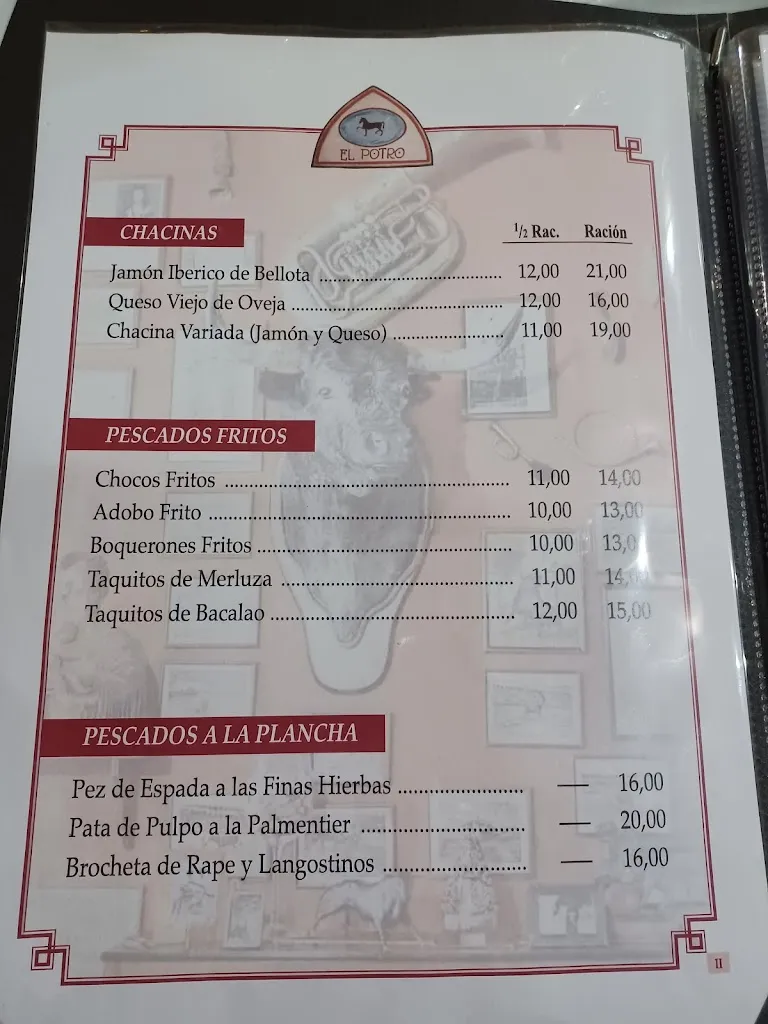 EL POTRO
CHACINAS ½ Rac. Ración
Jamón Iberico de Bellota ........................................ 12,00 21,00
Queso Viejo de Oveja ........................................ 12,00 16,00
Chacina Variada (Jamón y Queso) ........................ 11,00 19,00
PESCADOS FRITOS
Chocos Fritos ........................................................ 11,00 14,00
Adobo Frito ........................................................ 10,00 13,00
Boquerones Fritos ................................................ 10,00 13,0
Taquitos de Merluza ............................................ 11,00 14,
Taquitos de Bacalao ............................................ 12,00 15,00
PESCADOS A LA PLANCHA
Pez de Espada a las Finas Hierbas ........................ — 16,00
Pata de Pulpo a la Palmentier ............................ — 20,00
Brocheta de Rape y Langostinos ........................ — 16,00
II